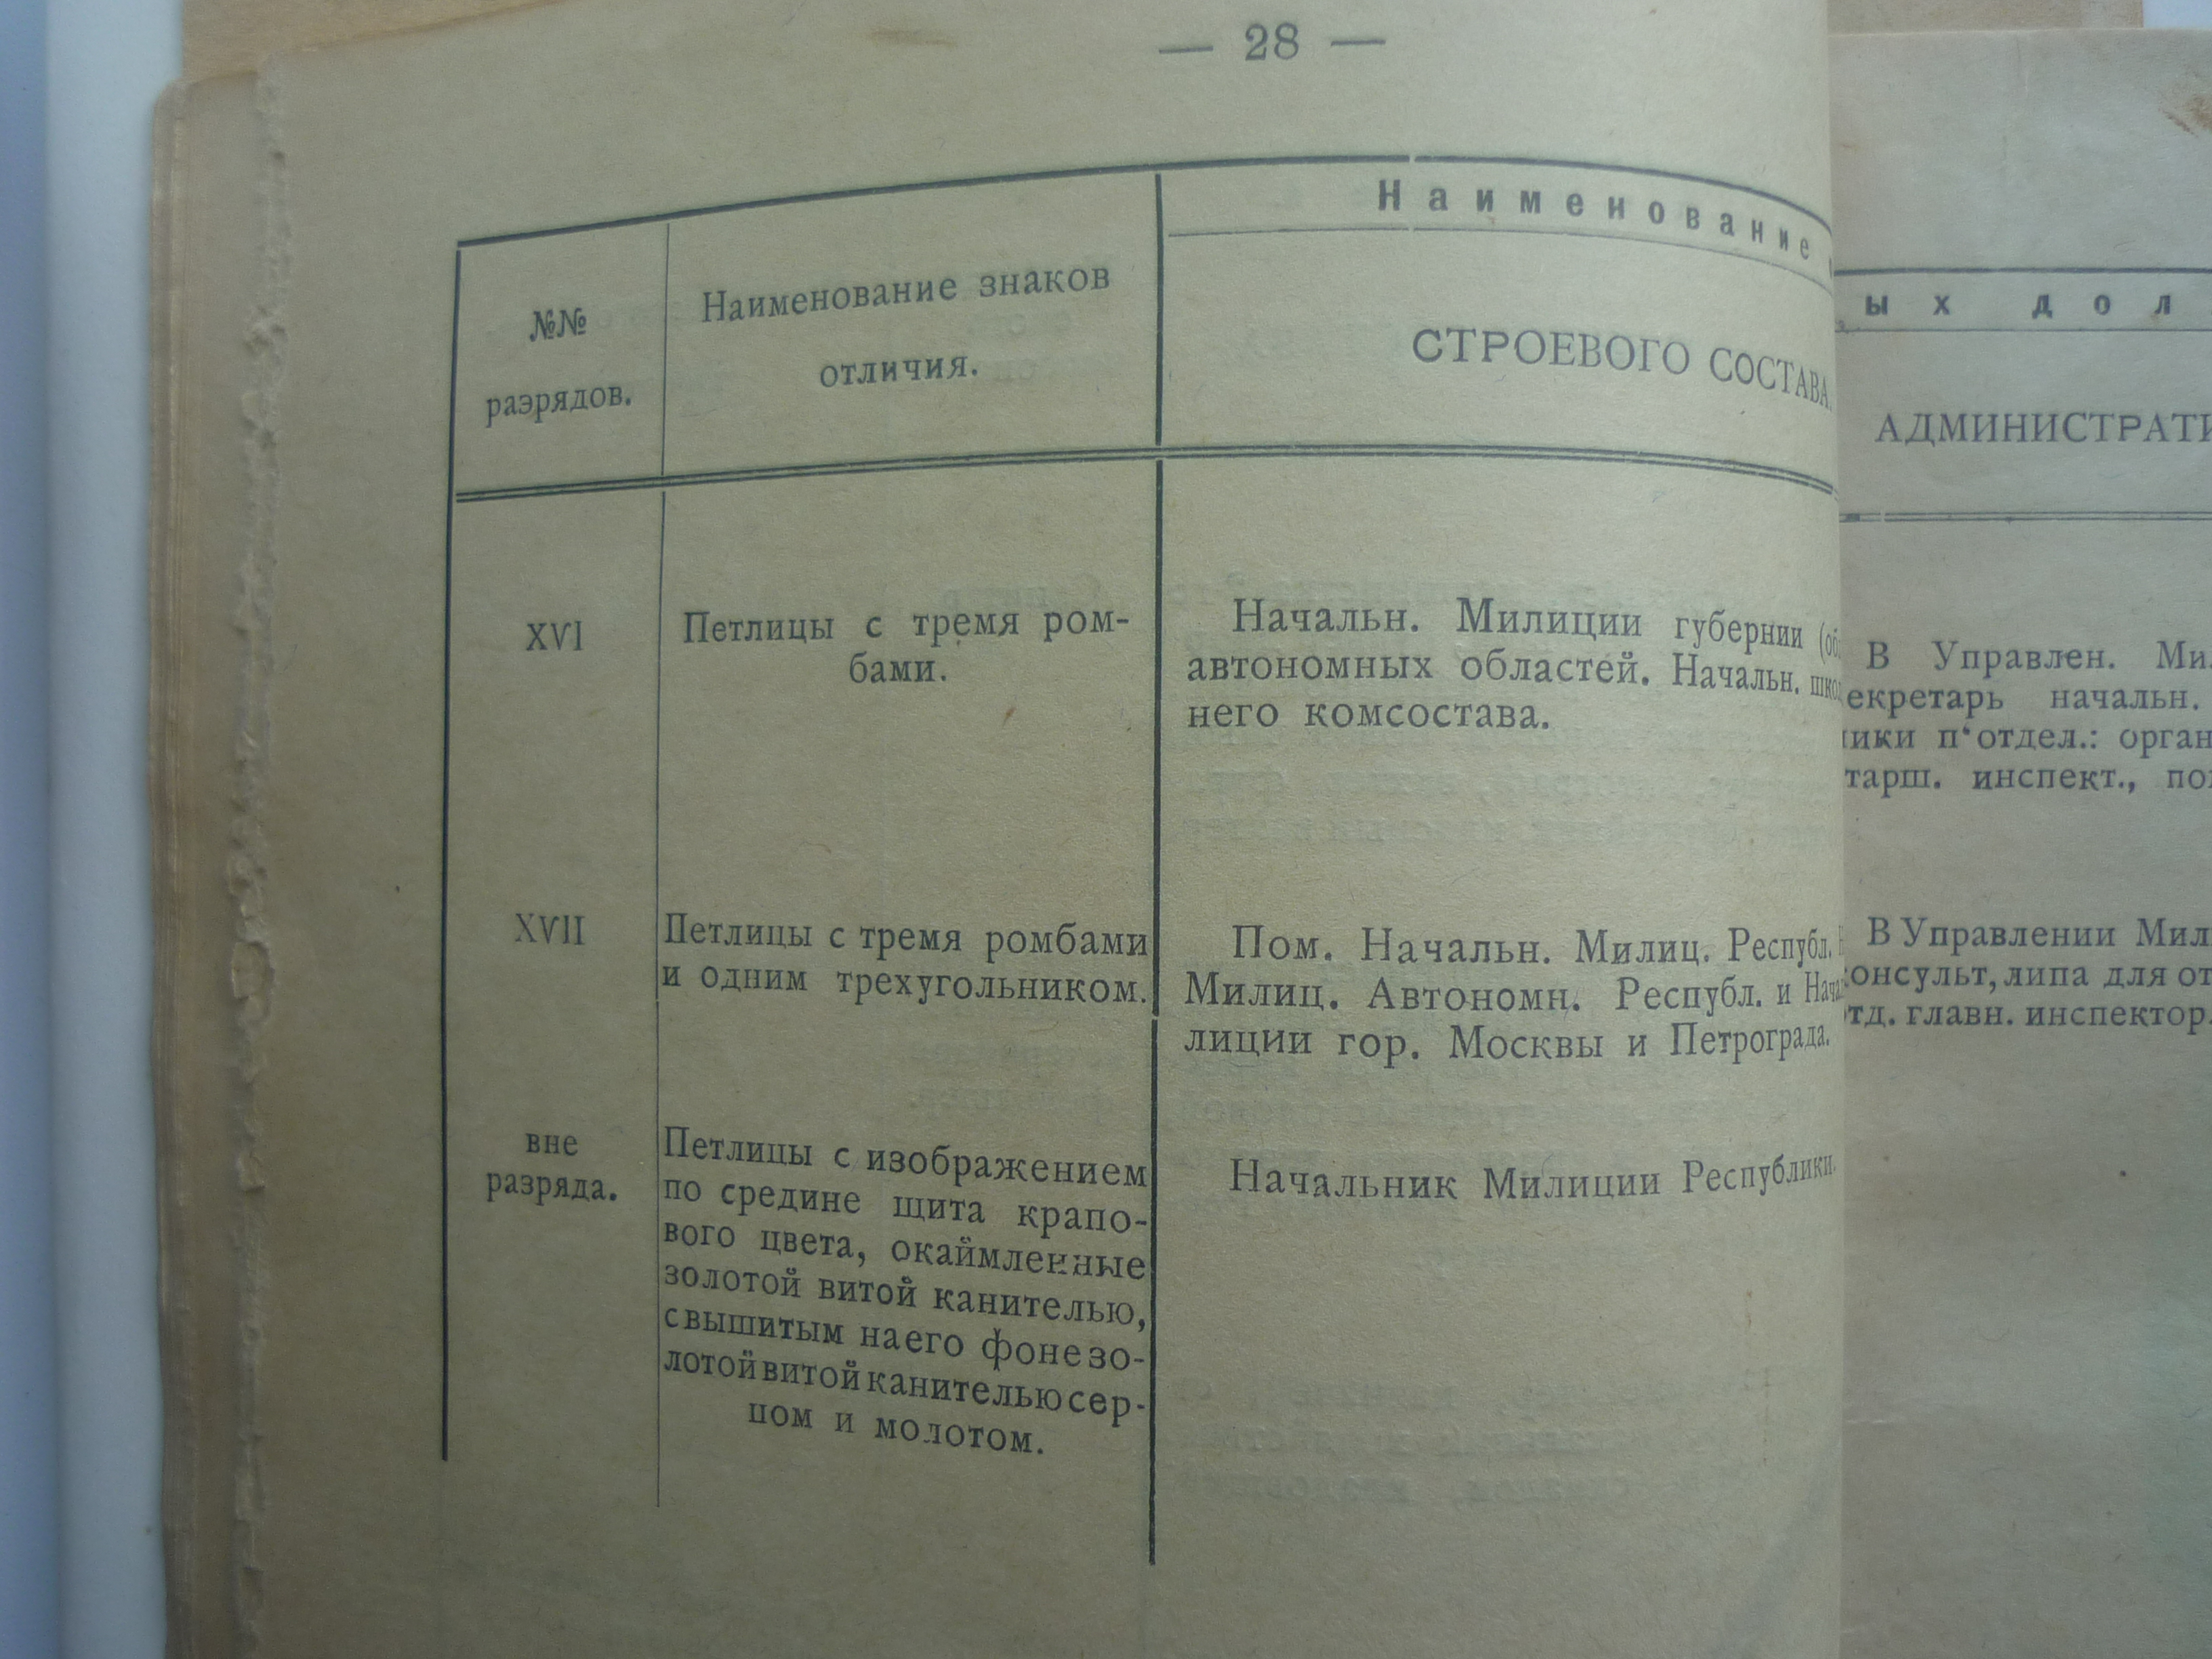 — 28 —
Наименование
№№
разрядов.
Наименование знаков
отличия.
СТРОЕВОГО СОСТАВА.
XVI
Петлицы с тремя ром-
бами.
Начальн. Милиции губернии
автономных областей. Начальн.
него комсостава.
XVII
Петлицы с тремя ромбами
и одним трехугольником.
Пом. Начальн. Милиц. Республ.
Милиц. Автономн. Республ. и
лиции гор. Москвы и Петрограда.
вне
разряда.
Петлицы с изображением
по средине щита крапо-
вого цвета, окаймленные
золотой витой канителью,
с вышитым на его фоне зо-
лотой витой канителью сер-
пом и молотом.
Начальник Милиции Республики.
ых дол
АДМИНИСТРАТИ
В Управлен. Ми
екретарь начальн.
ики п‘отдел.: орган
тарш. инспект., по
В Управлении Мил
онсульт, липа для от
тд. главн. инспектор.